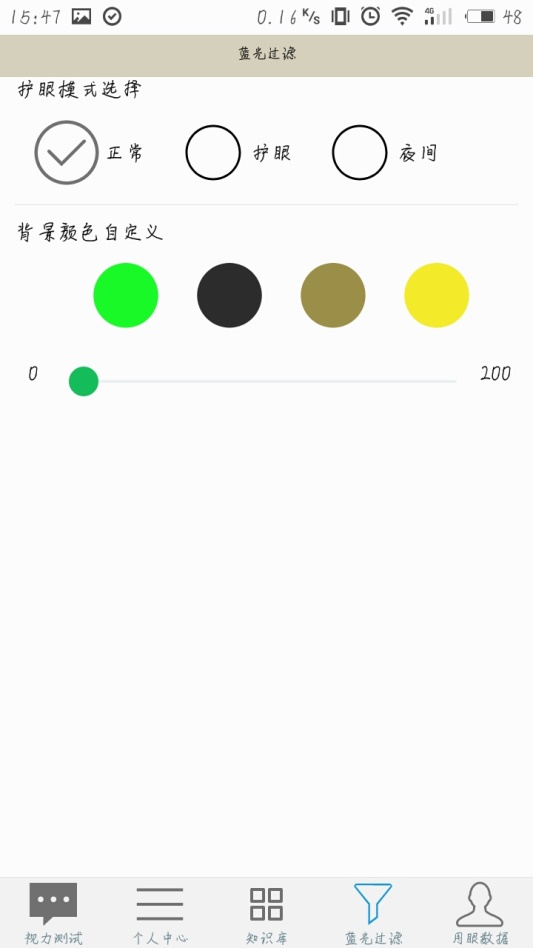 15:47 0.16 K/s 4G 48
蓝光过滤
护眼模式选择
正常 护眼 夜间
背景颜色自定义
0 200
视力测试 个人中心 知识库 蓝光过滤 用眼数据